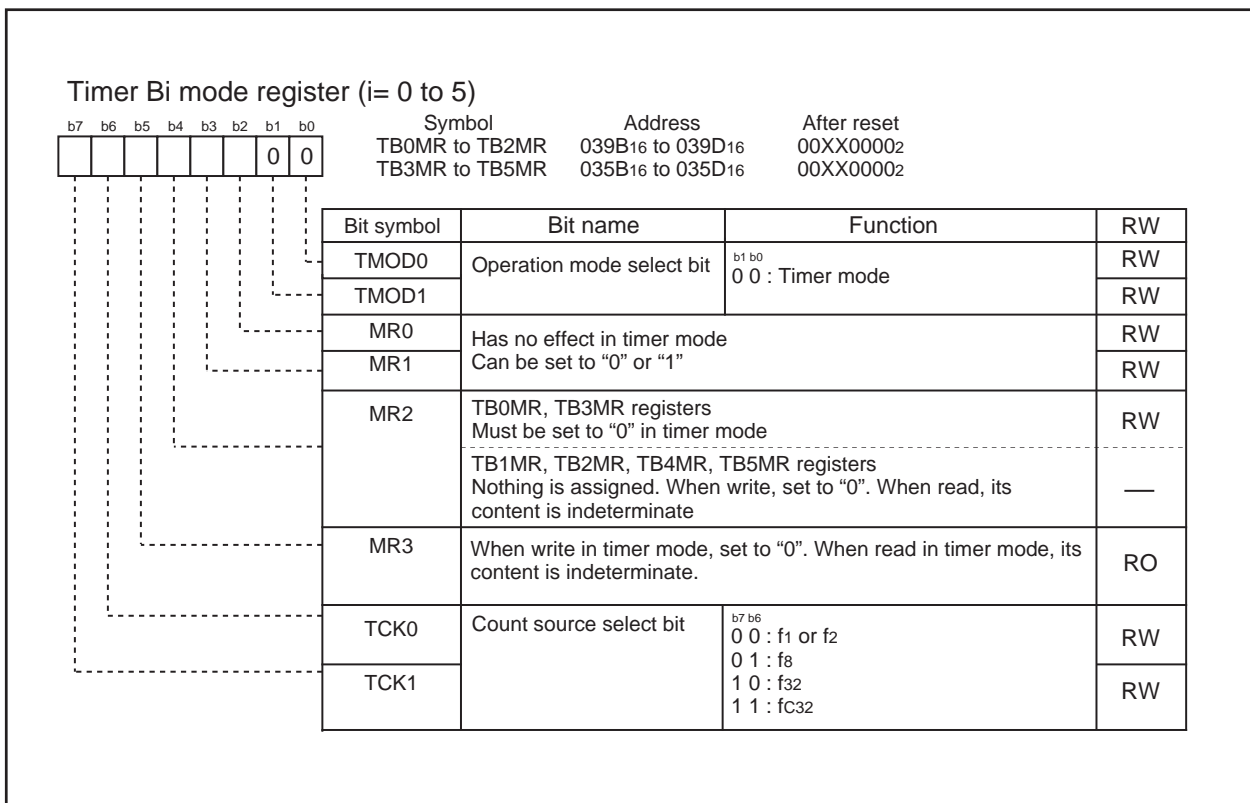 Timer Bi mode register (i= 0 to 5)
b7 b6 b5 b4 b3 b2 b1 b0
0 0
Symbol Address After reset
TB0MR to TB2MR 039B16 to 039D16 00XX00002
TB3MR to TB5MR 035B16 to 035D16 00XX00002
Bit symbol Bit name Function RW
TMOD0 Operation mode select bit b1 b0 RW
0 0 : Timer mode
TMOD1 RW
MR0 Has no effect in timer mode RW
MR1 Can be set to “0” or “1” RW
MR2 TB0MR, TB3MR registers RW
Must be set to “0” in timer mode
TB1MR, TB2MR, TB4MR, TB5MR registers
Nothing is assigned. When write, set to “0”. When read, its —
content is indeterminate
MR3 When write in timer mode, set to “0”. When read in timer mode, its RO
content is indeterminate.
TCK0 Count source select bit b7 b6 RW
0 0 : f1 or f2
0 1 : f8
TCK1 1 0 : f32 RW
1 1 : fC32